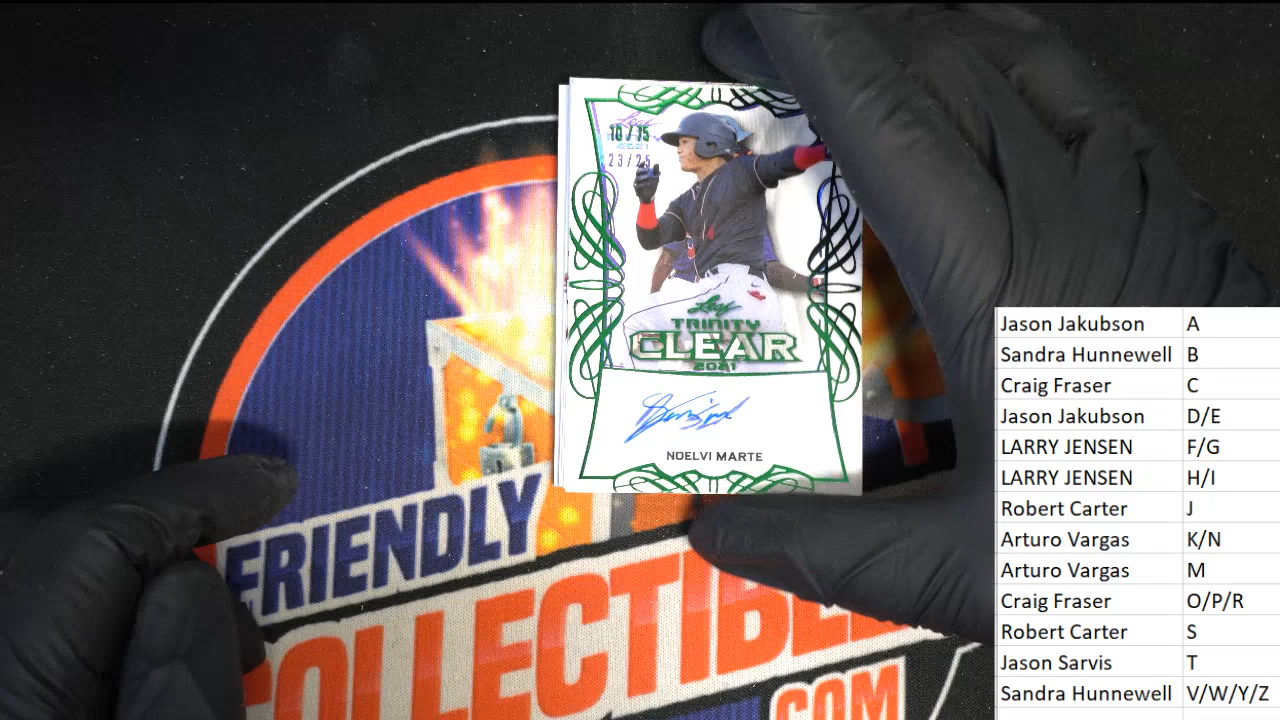 10/75
2021
23/25
Leaf
TRINITY
CLEAR
2021
NOELVI MARTE
FRIENDLY
COLLECTIBLE
.COM
Jason Jakubson A
Sandra Hunnewell B
Craig Fraser C
Jason Jakubson D/E
LARRY JENSEN F/G
LARRY JENSEN H/I
Robert Carter J
Arturo Vargas K/N
Arturo Vargas M
Craig Fraser O/P/R
Robert Carter S
Jason Sarvis T
Sandra Hunnewell V/W/Y/Z